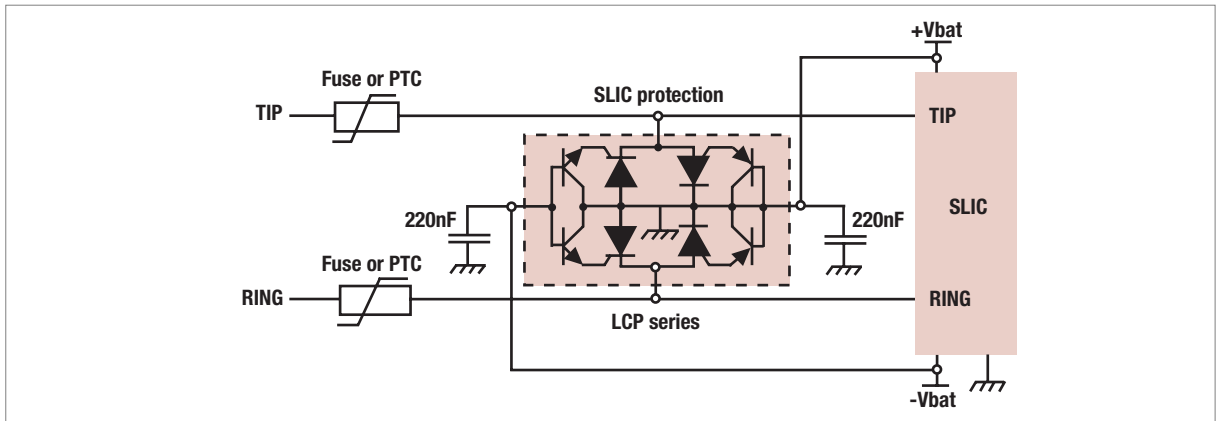 +Vbat
Fuse or PTC
SLIC protection
TIP
TIP
220nF
220nF
SLIC
Fuse or PTC
RING
RING
LCP series
-Vbat